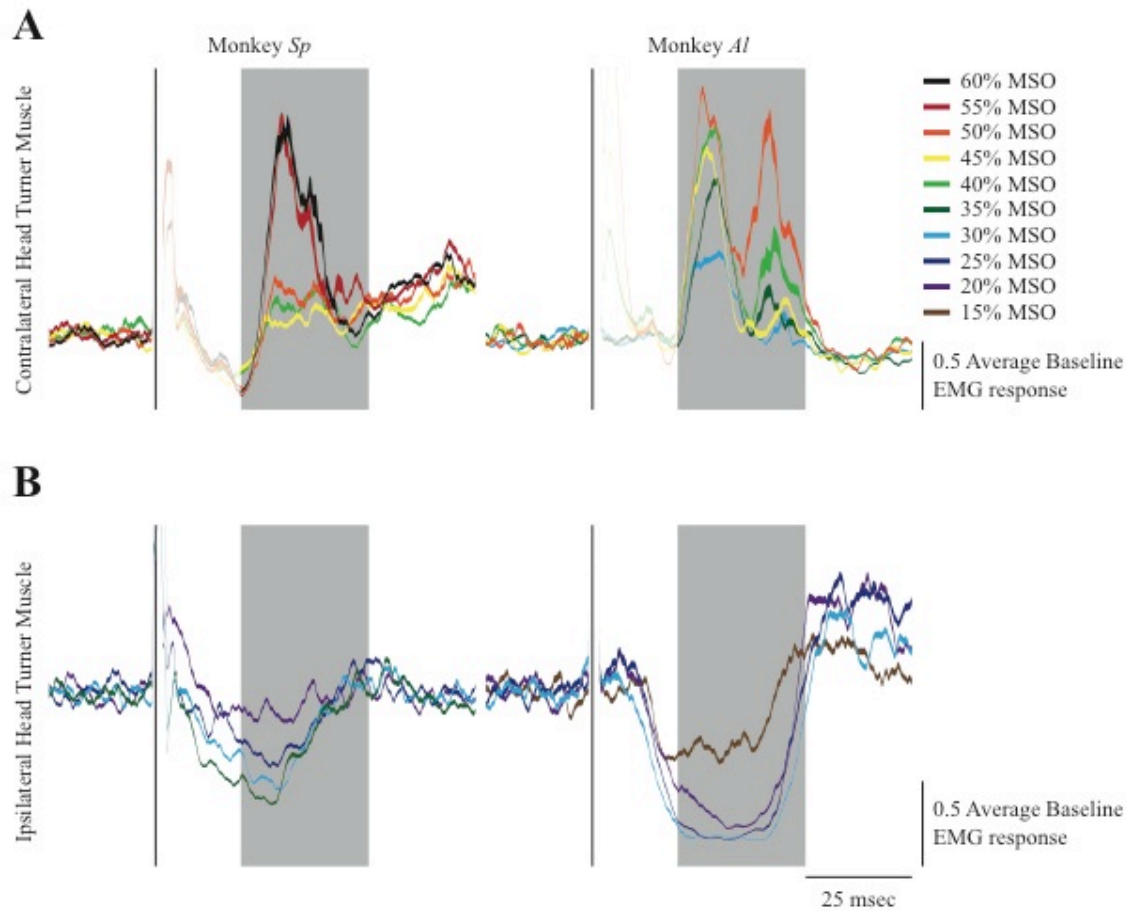 A
Monkey Sp
Monkey Al
Contralateral Head Turner Muscle
60% MSO
55% MSO
50% MSO
45% MSO
40% MSO
35% MSO
30% MSO
25% MSO
20% MSO
15% MSO
0.5 Average Baseline
EMG response
B
Ipsilateral Head Turner Muscle
0.5 Average Baseline
EMG response
25 msec